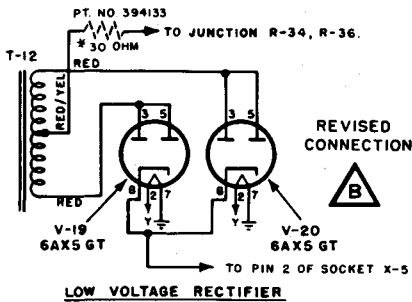 PT. NO. 394133
T-12
* 30 OHM
TO JUNCTION R-34, R-36.
RED
RED/YEL
3 5
3 5
REVISED
CONNECTION
B
8 2 7
8 2 7
Y
Y
RED
V-19
6AX5 GT
V-20
6AX5 GT
TO PIN 2 OF SOCKET X-5
LOW VOLTAGE RECTIFIER